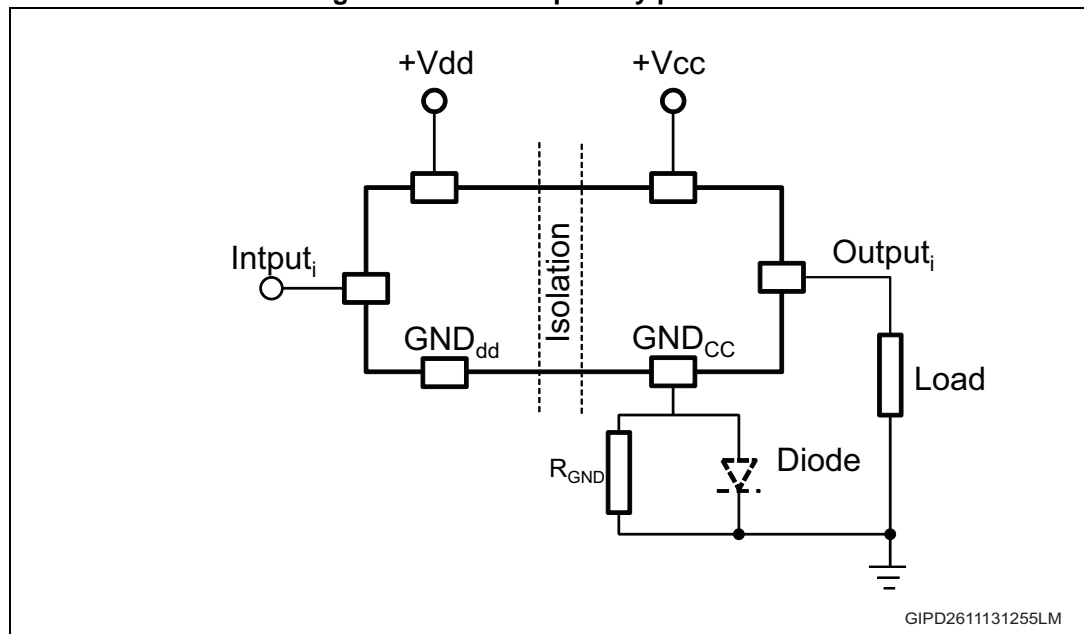 +Vdd
+Vcc
Isolation
Intput_i
Output_i
GND_dd
GND_CC
Load
R_GND
Diode
GIPD2611131255LM